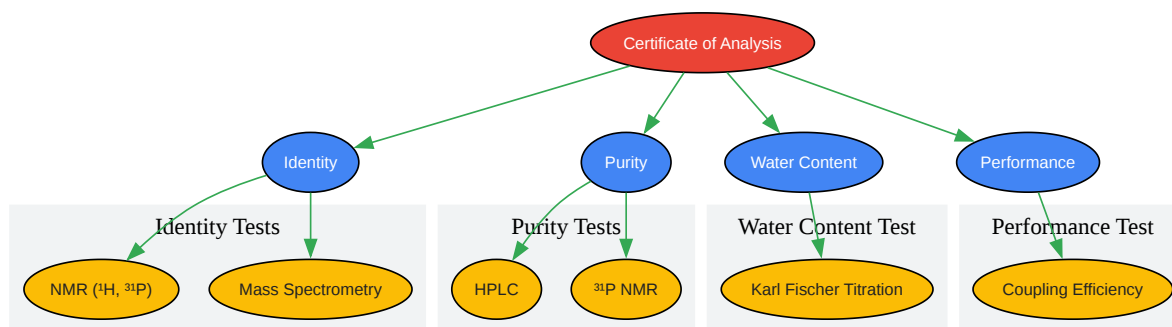 Certificate of Analysis
Identity
Purity
Water Content
Performance
Identity Tests
Purity Tests
Water Content Test
Performance Test
NMR (¹H, ³¹P)
Mass Spectrometry
HPLC
³¹P NMR
Karl Fischer Titration
Coupling Efficiency